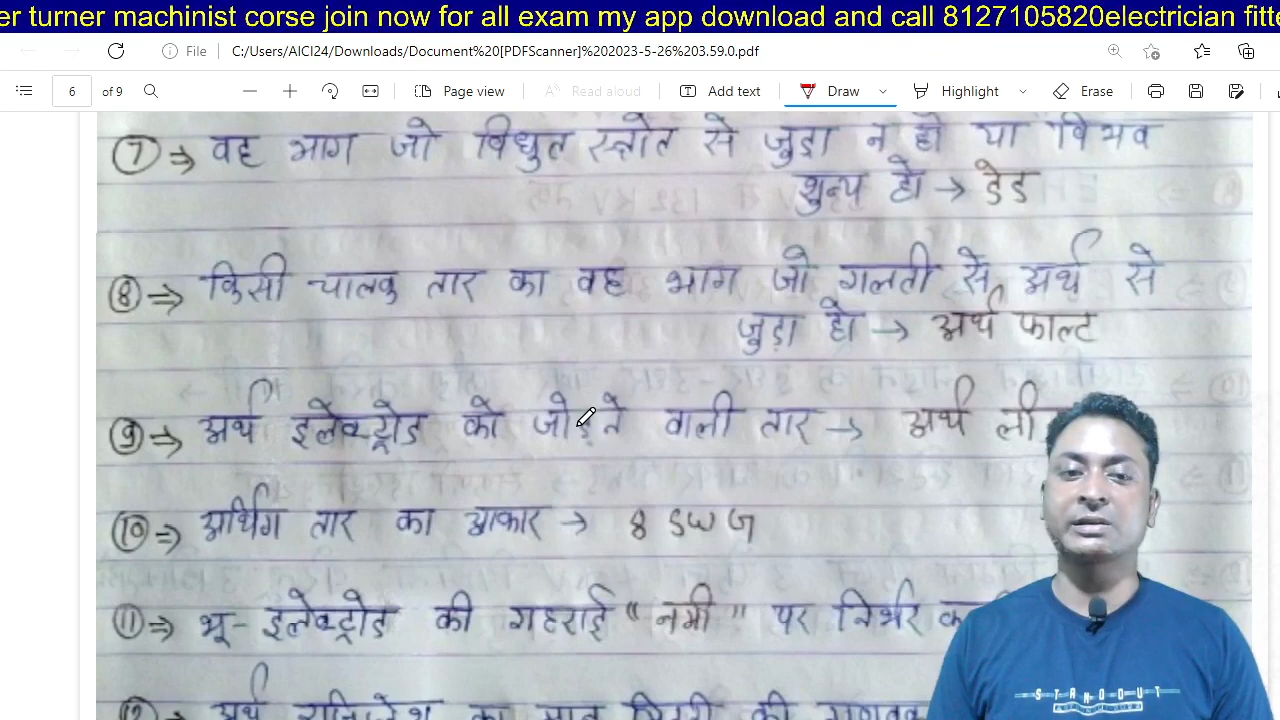 er turner machinist corse join now for all exam my app download and call 8127105820electrician fitte
File C:/Users/AICI24/Downloads/Document%20[PDFScanner]%202023-5-26%203.59.0.pdf
6 of 9 Page view Read aloud Add text Draw Highlight Erase
⑦ ⇒ वह भाग जो विधुत स्त्रोत से जुड़ा न हो या विभव
शुन्य हो → डेड
⑧ ⇒ किसी चालक तार का वह भाग जो गलती से अर्थ से
जुड़ा हो → अर्थ फाल्ट
⑨ ⇒ अर्थ इलेक्ट्रोड को जोड़ने वाली तार → अर्थ ली
⑩ ⇒ अर्थिग तार का आकार → 8 SWG
⑪ ⇒ भू-इलेक्ट्रोड की गहराई "नमी" पर निर्भर क
⑫ ⇒ अर्थ का मान मिट्टी की
STANDOUT